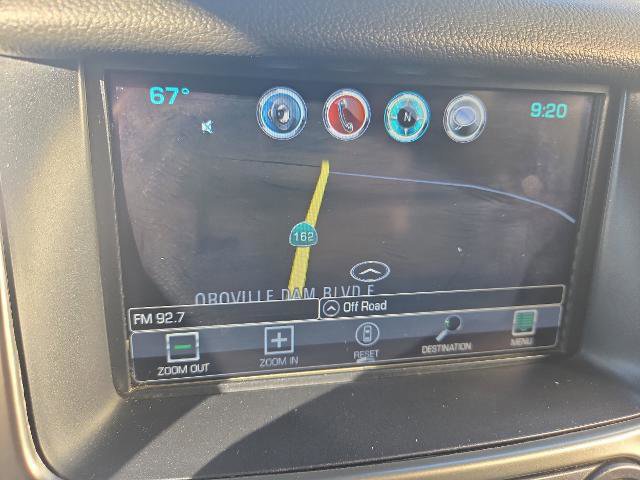 67°
9:20
N
162
OROVILLE DAM BLVD E
FM 92.7
Off Road
ZOOM OUT
ZOOM IN
RESET
DESTINATION
MENU